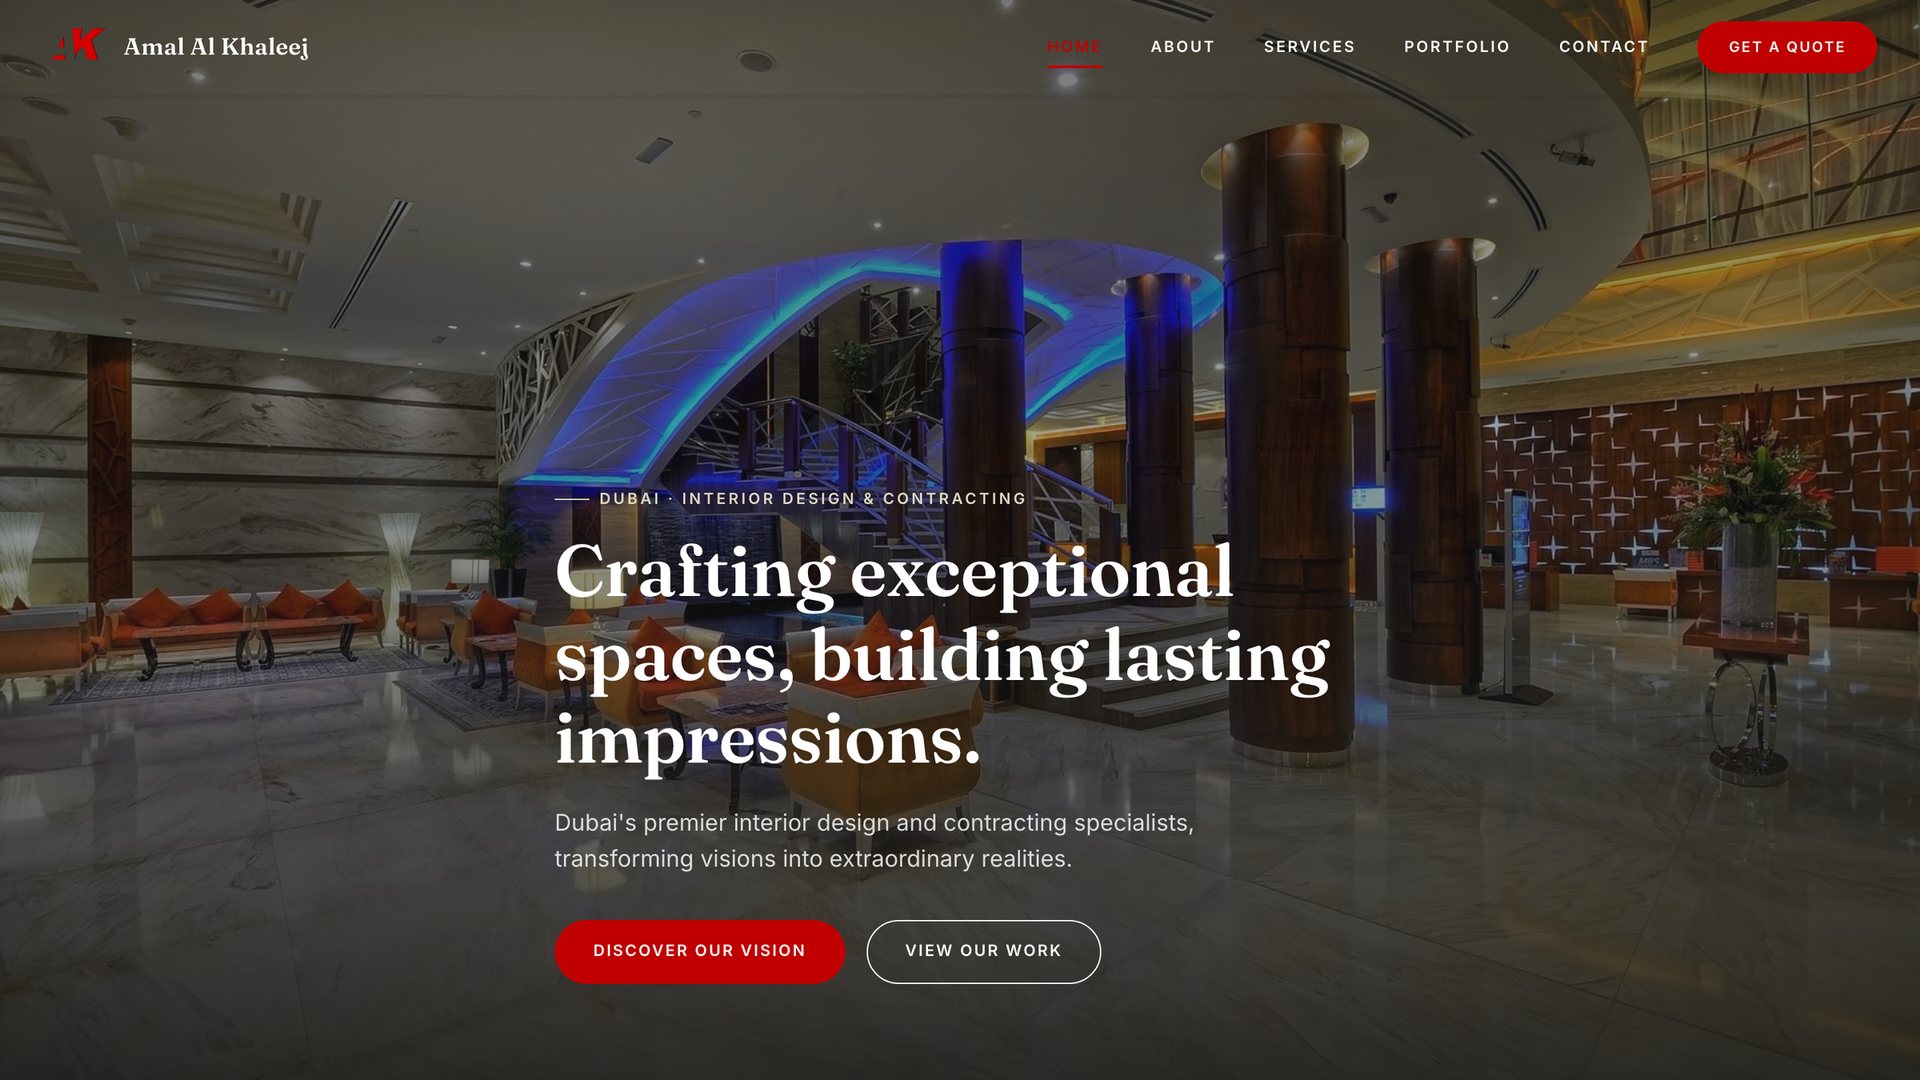 AK Amal Al Khaleej
HOME ABOUT SERVICES PORTFOLIO CONTACT GET A QUOTE
DUBAI · INTERIOR DESIGN & CONTRACTING
Crafting exceptional
spaces, building lasting
impressions.
Dubai's premier interior design and contracting specialists,
transforming visions into extraordinary realities.
DISCOVER OUR VISION VIEW OUR WORK